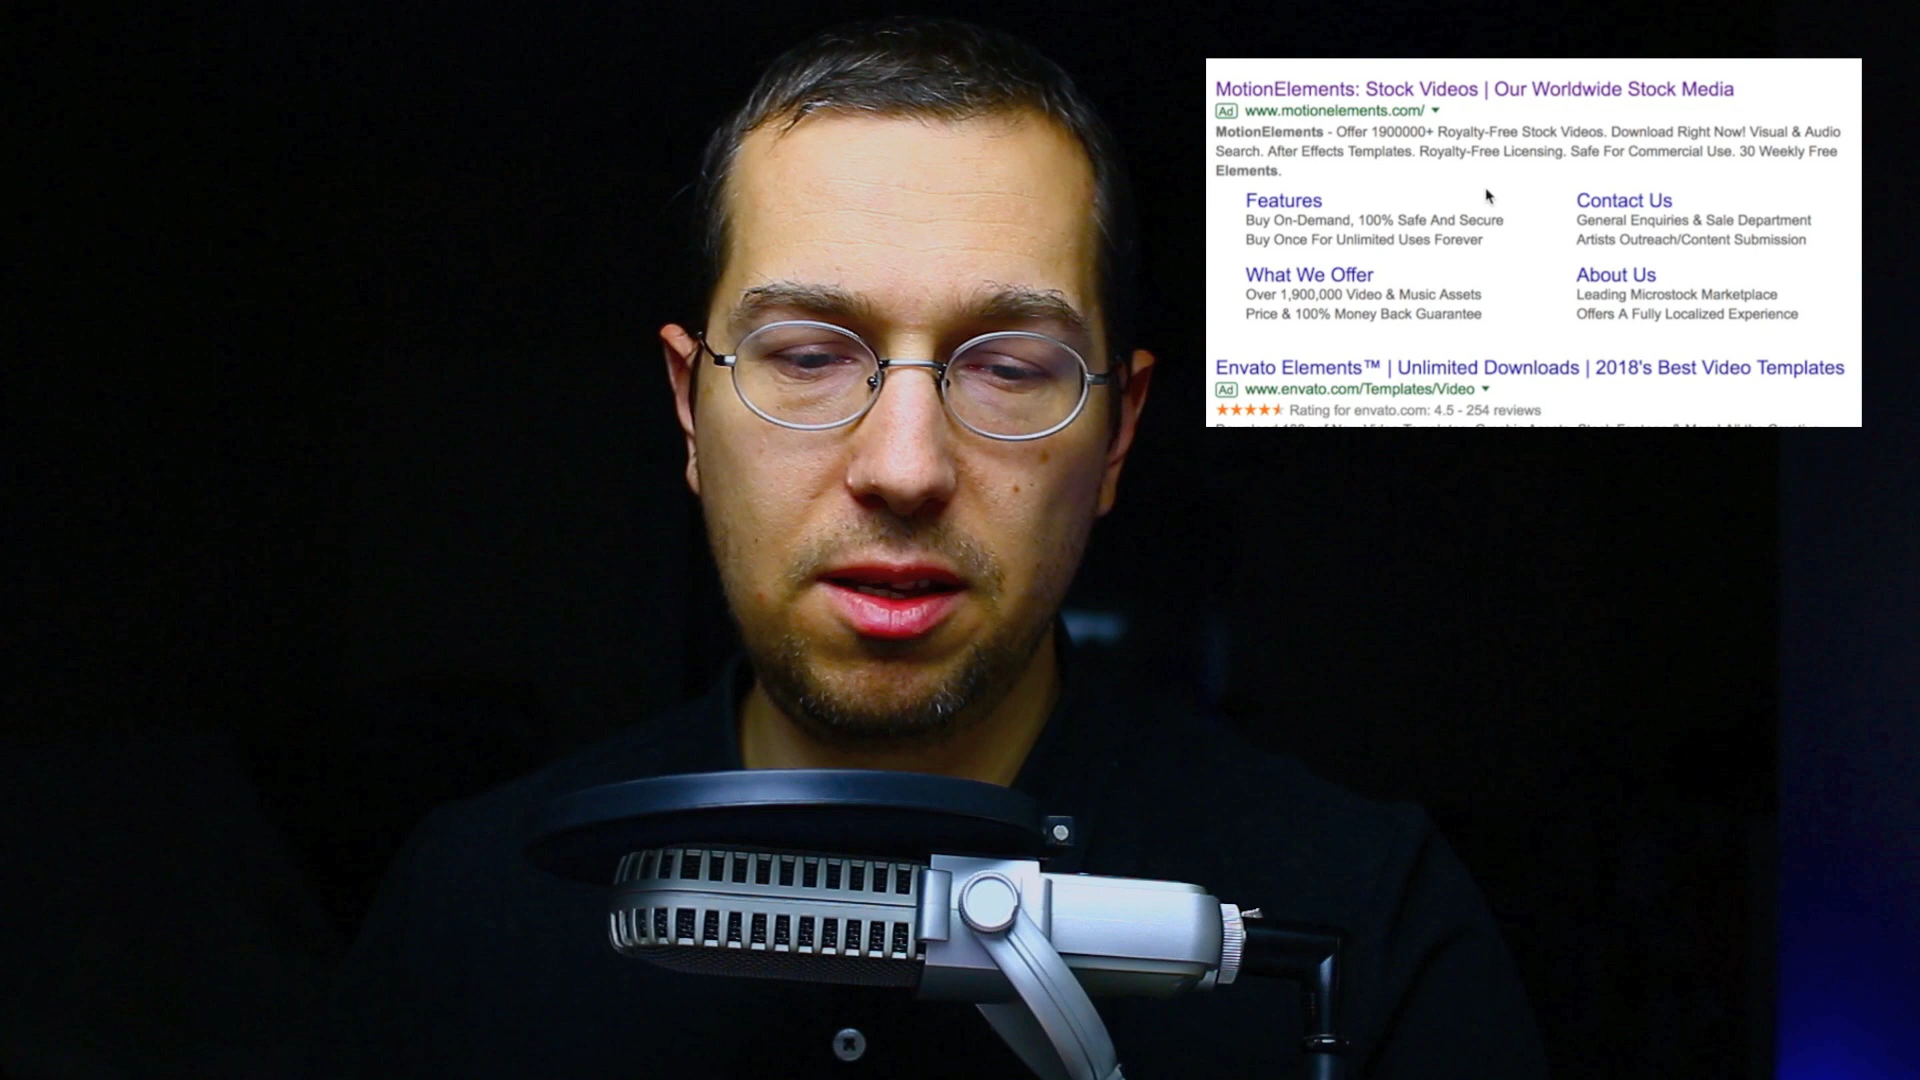 MotionElements: Stock Videos | Our Worldwide Stock Media
Ad www.motionelements.com/
MotionElements - Offer 1900000+ Royalty-Free Stock Videos. Download Right Now! Visual & Audio
Search. After Effects Templates. Royalty-Free Licensing. Safe For Commercial Use. 30 Weekly Free
Elements.
Features
Buy On-Demand, 100% Safe And Secure
Buy Once For Unlimited Uses Forever
Contact Us
General Enquiries & Sale Department
Artists Outreach/Content Submission
What We Offer
Over 1,900,000 Video & Music Assets
Price & 100% Money Back Guarantee
About Us
Leading Microstock Marketplace
Offers A Fully Localized Experience
Envato Elements™ | Unlimited Downloads | 2018's Best Video Templates
Ad www.envato.com/Templates/Video
Rating for envato.com: 4.5 - 254 reviews